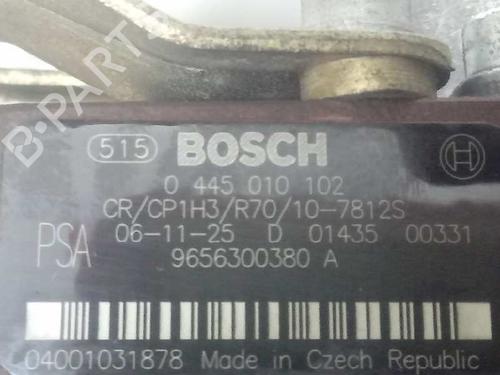 B-PARTS
515 BOSCH
0 445 010 102
CR/CP1H3/R70/10-7812S
PSA 06-11-25 D 01435 00331
9656300380 A
04001031878 Made in Czech Republic